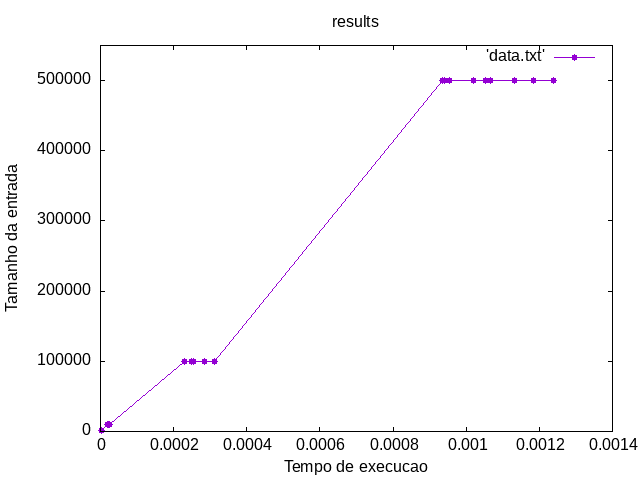 results
'data.txt'
500000
400000
300000
200000
100000
0
Tamanho da entrada
0 0.0002 0.0004 0.0006 0.0008 0.001 0.0012 0.0014
Tempo de execucao